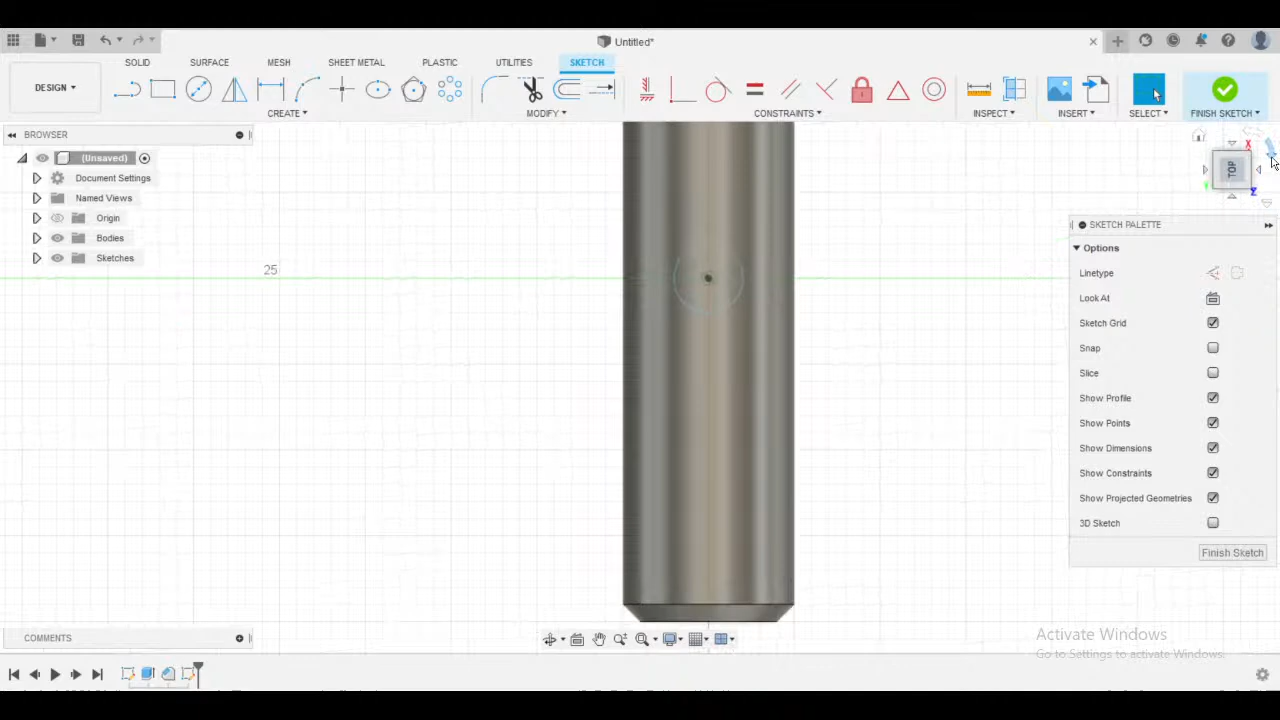 Untitled*
DESIGN
SOLID
SURFACE
MESH
SHEET METAL
PLASTIC
UTILITIES
SKETCH
CREATE
MODIFY
CONSTRAINTS
INSPECT
INSERT
SELECT
FINISH SKETCH
BROWSER
(Unsaved)
Document Settings
Named Views
Origin
Bodies
Sketches
25
TOP
X
Y
Z
SKETCH PALETTE
Options
Linetype
Look At
Sketch Grid
Snap
Slice
Show Profile
Show Points
Show Dimensions
Show Constraints
Show Projected Geometries
3D Sketch
Finish Sketch
COMMENTS
Activate Windows
Go to Settings to activate Windows.